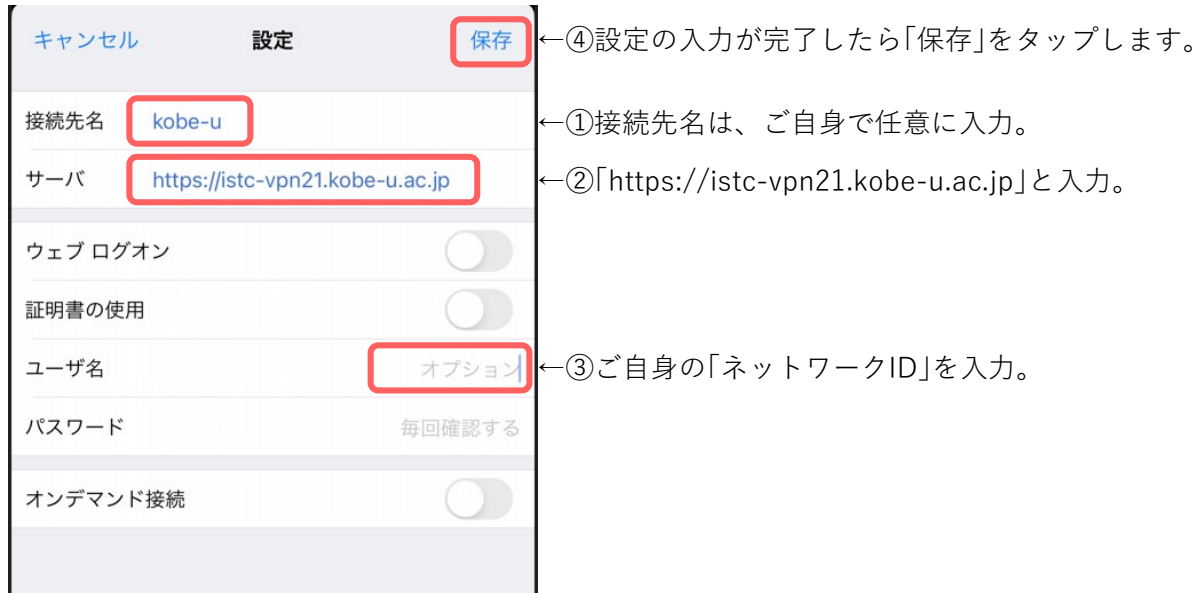 キャンセル 設定 保存 ←④設定の入力が完了したら「保存」をタップします。
接続先名 kobe-u ←①接続先名は、ご自身で任意に入力。
サーバ https://istc-vpn21.kobe-u.ac.jp ←②「https://istc-vpn21.kobe-u.ac.jp」と入力。
ウェブ ログオン
証明書の使用
ユーザ名 オプション ←③ご自身の「ネットワークID」を入力。
パスワード 毎回確認する
オンデマンド接続